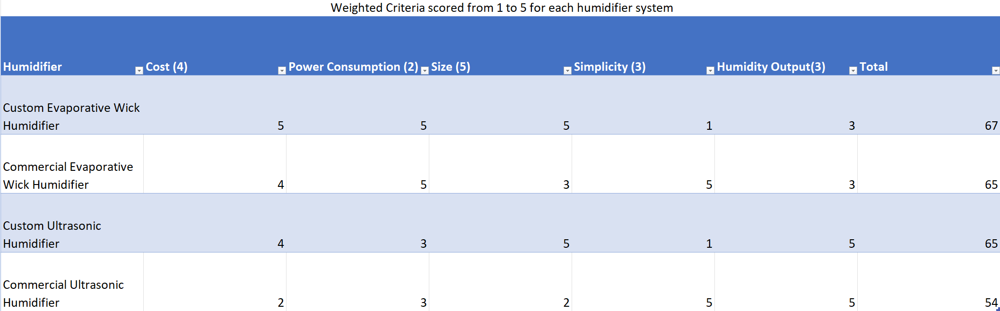 Weighted Criteria scored from 1 to 5 for each humidifier system
Humidifier Cost (4) Power Consumption (2) Size (5) Simplicity (3) Humidity Output(3) Total
Custom Evaporative Wick
Humidifier 5 5 5 1 3 67
Commercial Evaporative
Wick Humidifier 4 5 3 5 3 65
Custom Ultrasonic
Humidifier 4 3 5 1 5 65
Commercial Ultrasonic
Humidifier 2 3 2 5 5 54